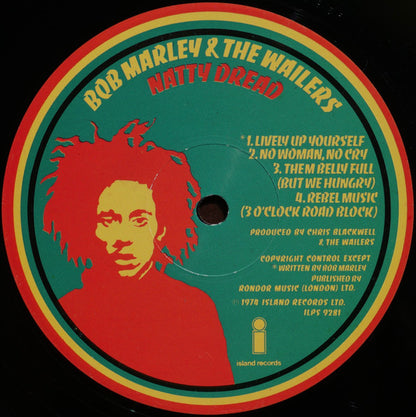 BOB MARLEY & THE WAILERS
NATTY DREAD
*1. LIVELY UP YOURSELF
2. NO WOMAN, NO CRY
3. THEM BELLY FULL
(BUT WE HUNGRY)
4. REBEL MUSIC
(3 O'CLOCK ROAD BLOCK)
PRODUCED BY CHRIS BLACKWELL
& THE WAILERS
COPYRIGHT CONTROL EXCEPT
*WRITTEN BY BOB MARLEY
PUBLISHED BY
RONDOR MUSIC (LONDON) LTD.
℗ 1974 ISLAND RECORDS LTD.
ILPS 9281
i
island records